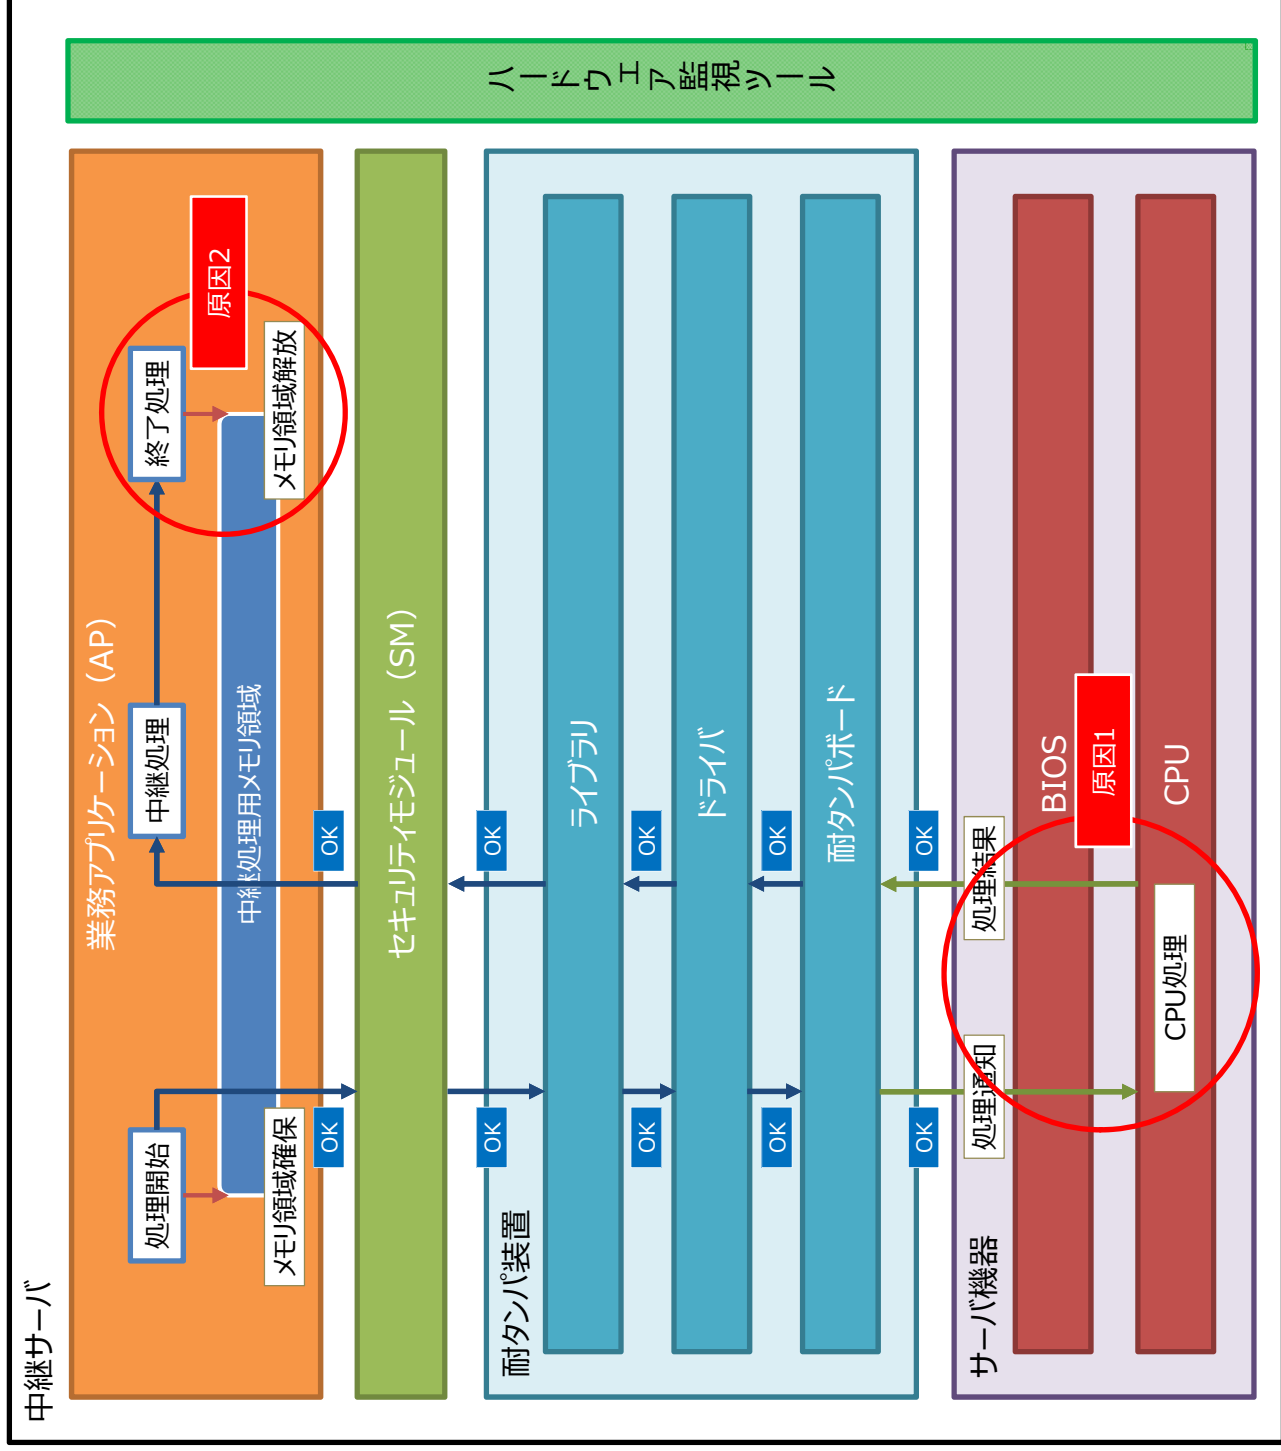 中継サーバ
業務アプリケーション（AP）
処理開始
中継処理
終了処理
原因2
中継処理用メモリ領域
メモリ領域確保
メモリ領域解放
OK
OK
セキュリティモジュール（SM）
OK
OK
耐タンパ装置
ライブラリ
OK
OK
ドライバ
OK
OK
耐タンパボード
OK
OK
サーバ機器
処理通知
処理結果
BIOS
原因1
CPU
CPU処理
ハードウエア監視ツール